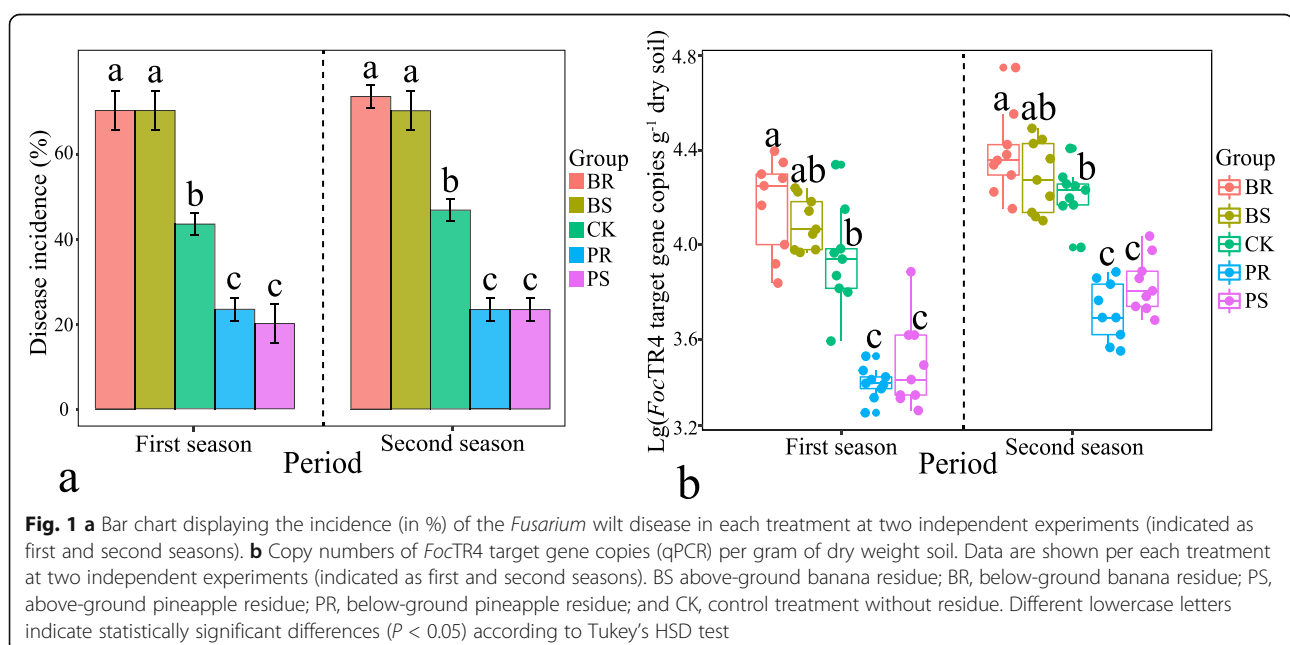 a a b c c
a a b c c
Disease incidence (%)
60
40
20
0
First season
Second season
Period
a
Group
BR
BS
CK
PR
PS
Lg(FocTR4 target gene copies g⁻¹ dry soil)
4.8
4.4
4.0
3.6
3.2
a ab b c c
a ab b c c
First season
Second season
Period
b
Group
BR
BS
CK
PR
PS
Fig. 1 a Bar chart displaying the incidence (in %) of the Fusarium wilt disease in each treatment at two independent experiments (indicated as
first and second seasons). b Copy numbers of FocTR4 target gene copies (qPCR) per gram of dry weight soil. Data are shown per each treatment
at two independent experiments (indicated as first and second seasons). BS above-ground banana residue; BR, below-ground banana residue; PS,
above-ground pineapple residue; PR, below-ground pineapple residue; and CK, control treatment without residue. Different lowercase letters
indicate statistically significant differences (P < 0.05) according to Tukey's HSD test